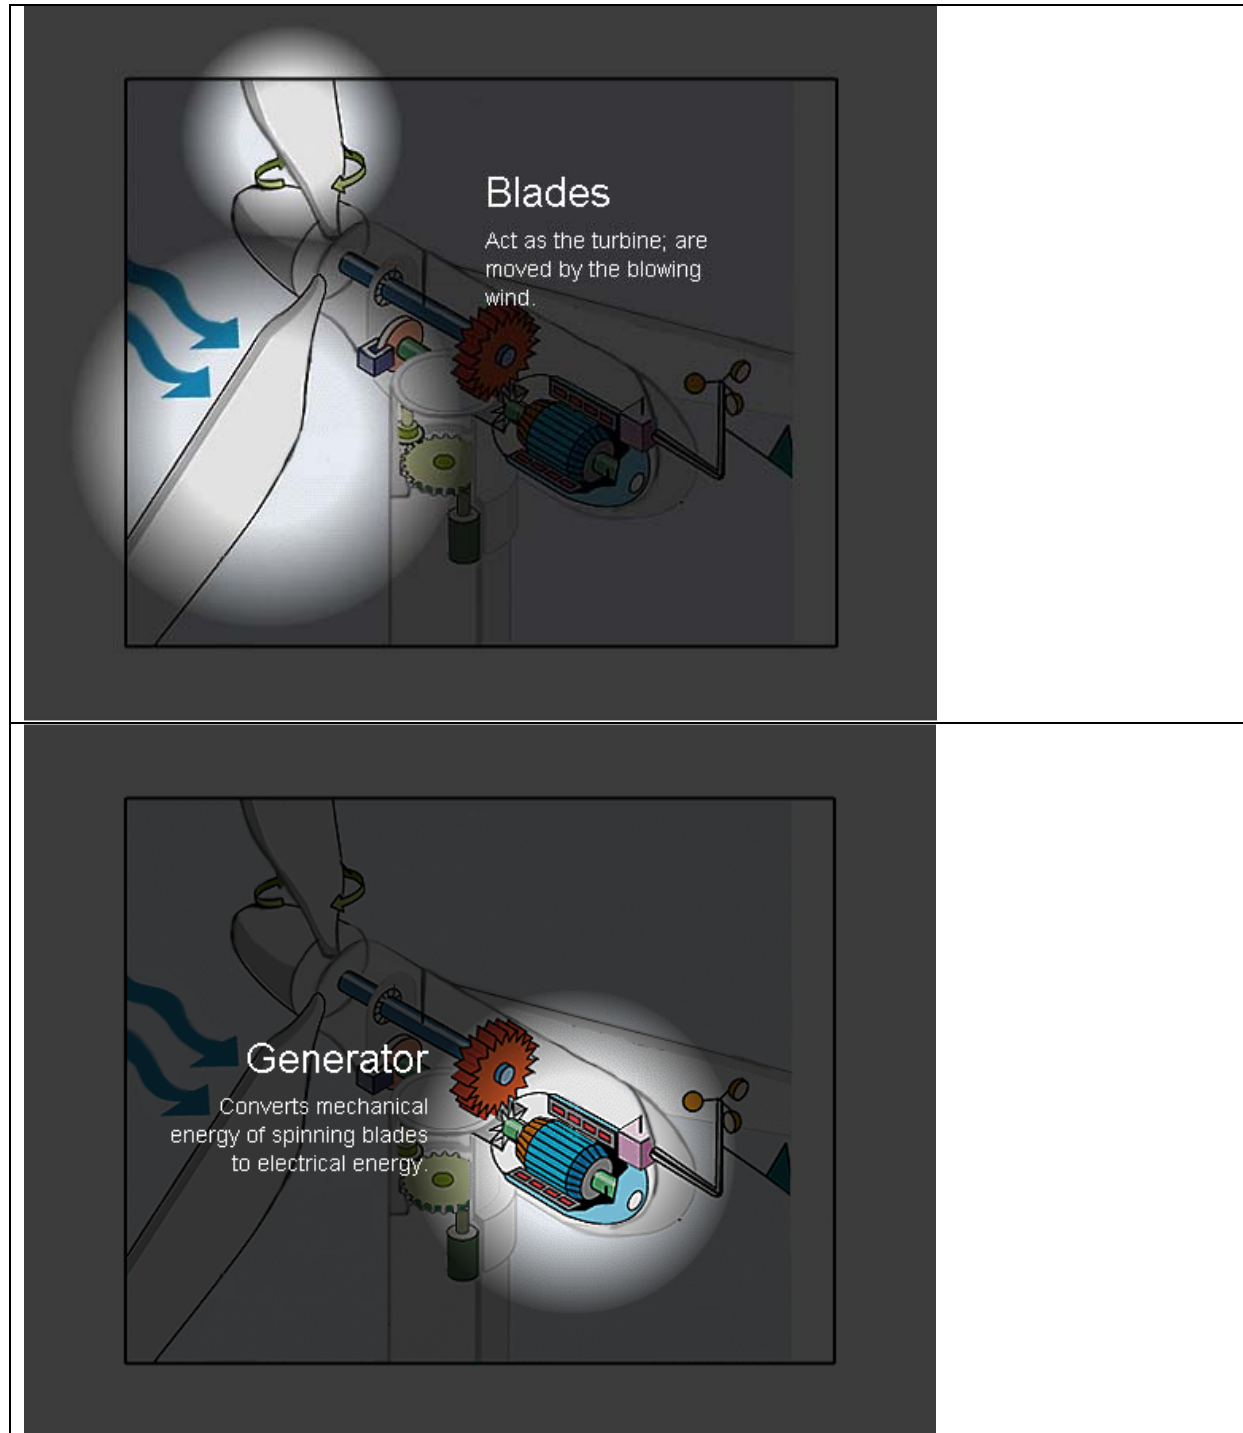 Blades
Act as the turbine; are
moved by the blowing
wind.
Generator
Converts mechanical
energy of spinning blades
to electrical energy.